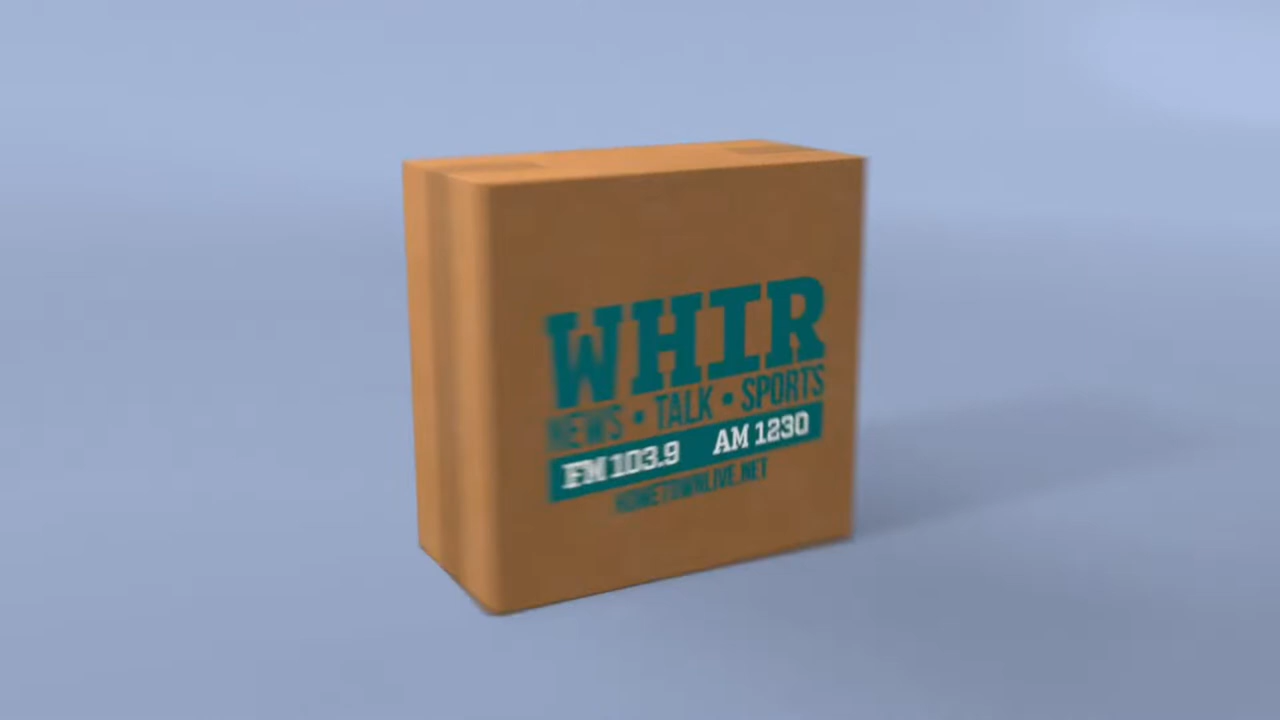 WHIR
NEWS • TALK • SPORTS
FM 103.9 AM 1230
HOMETOWNLIVE.NET